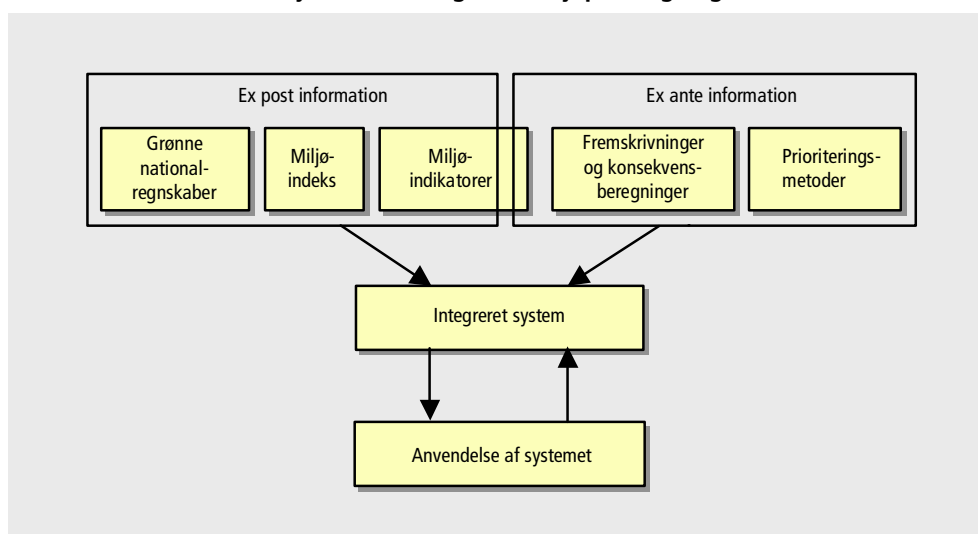 Ex post information
Ex ante information
Grønne
national-
regnskaber
Miljø-
indeks
Miljø-
indikatorer
Fremskrivninger
og konsekvens-
beregninger
Prioriterings-
metoder
Integreret system
Anvendelse af systemet